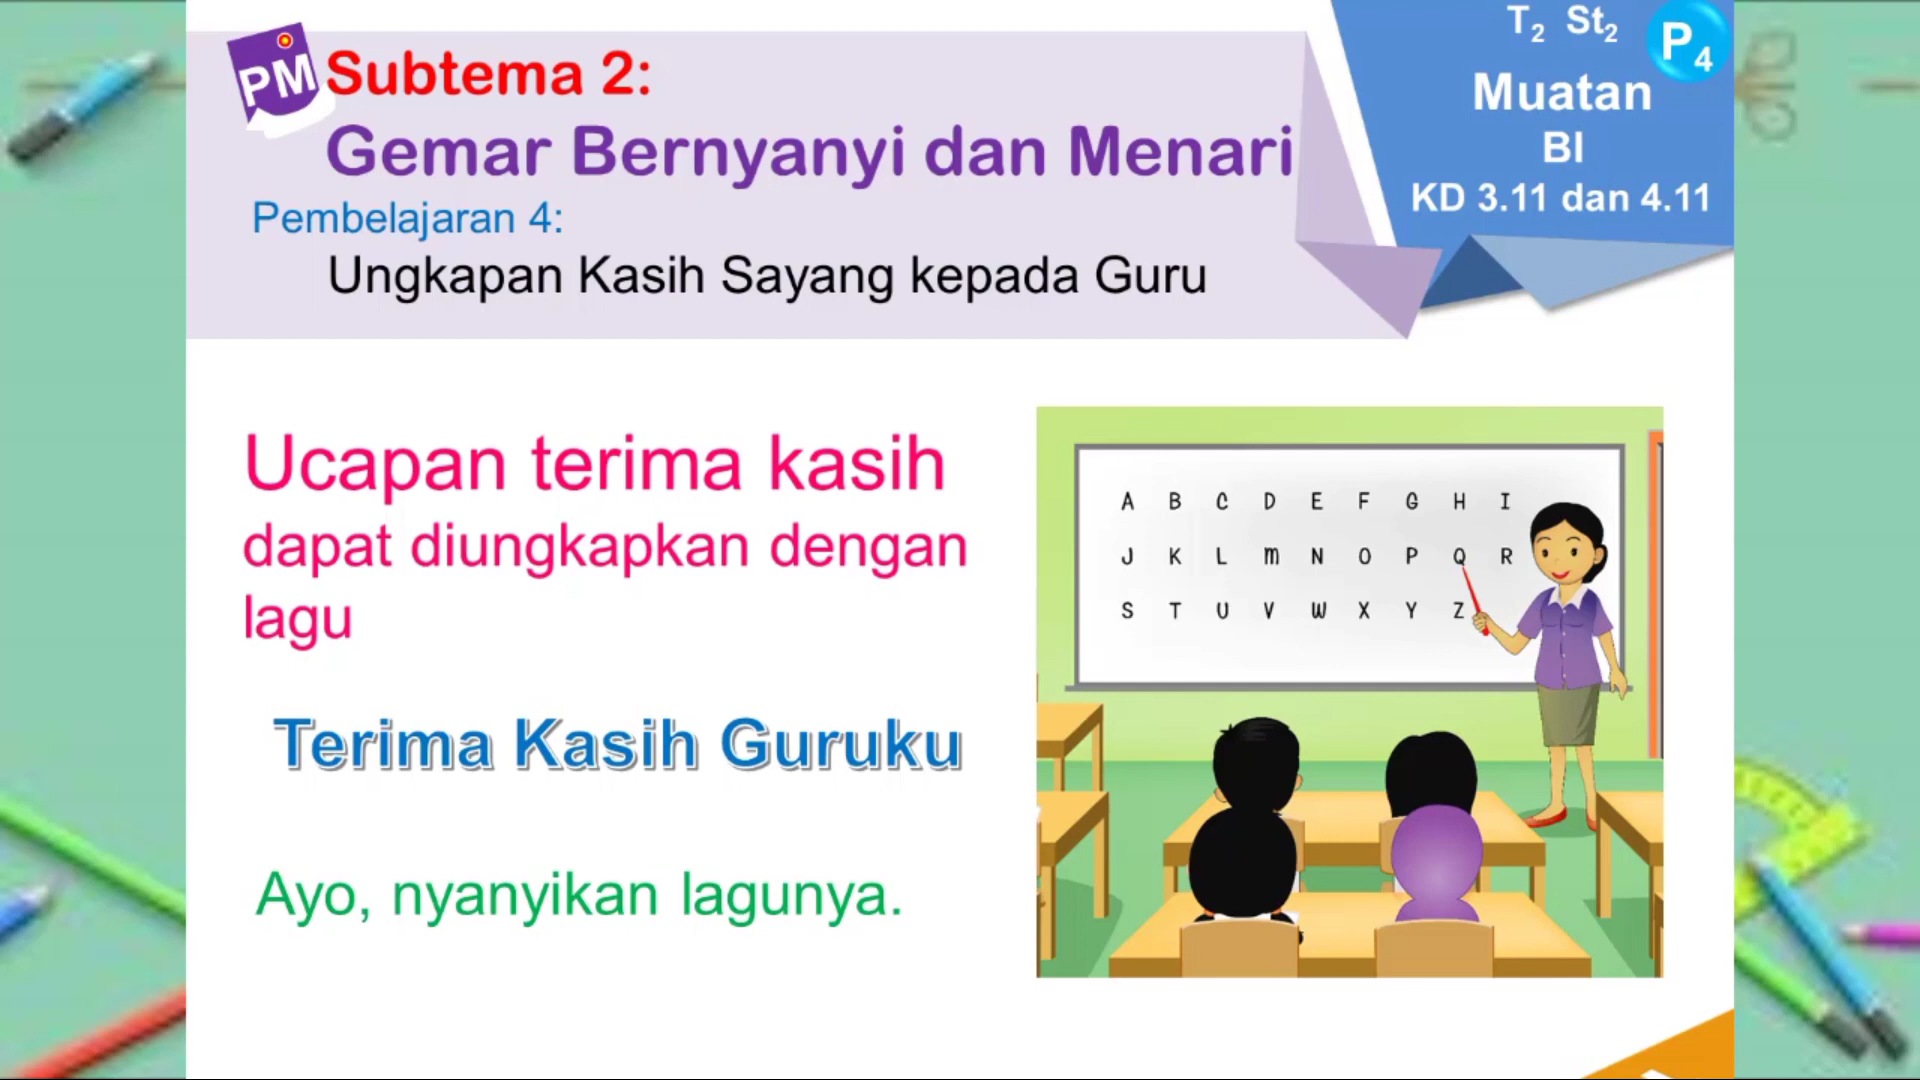 PM
Subtema 2:
Gemar Bernyanyi dan Menari
Pembelajaran 4:
Ungkapan Kasih Sayang kepada Guru
T2 St2
P4
Muatan
BI
KD 3.11 dan 4.11
Ucapan terima kasih
dapat diungkapkan dengan
lagu
Terima Kasih Guruku
Ayo, nyanyikan lagunya.
A B C D E F G H I
J K L M N O P Q R
S T U V W X Y Z